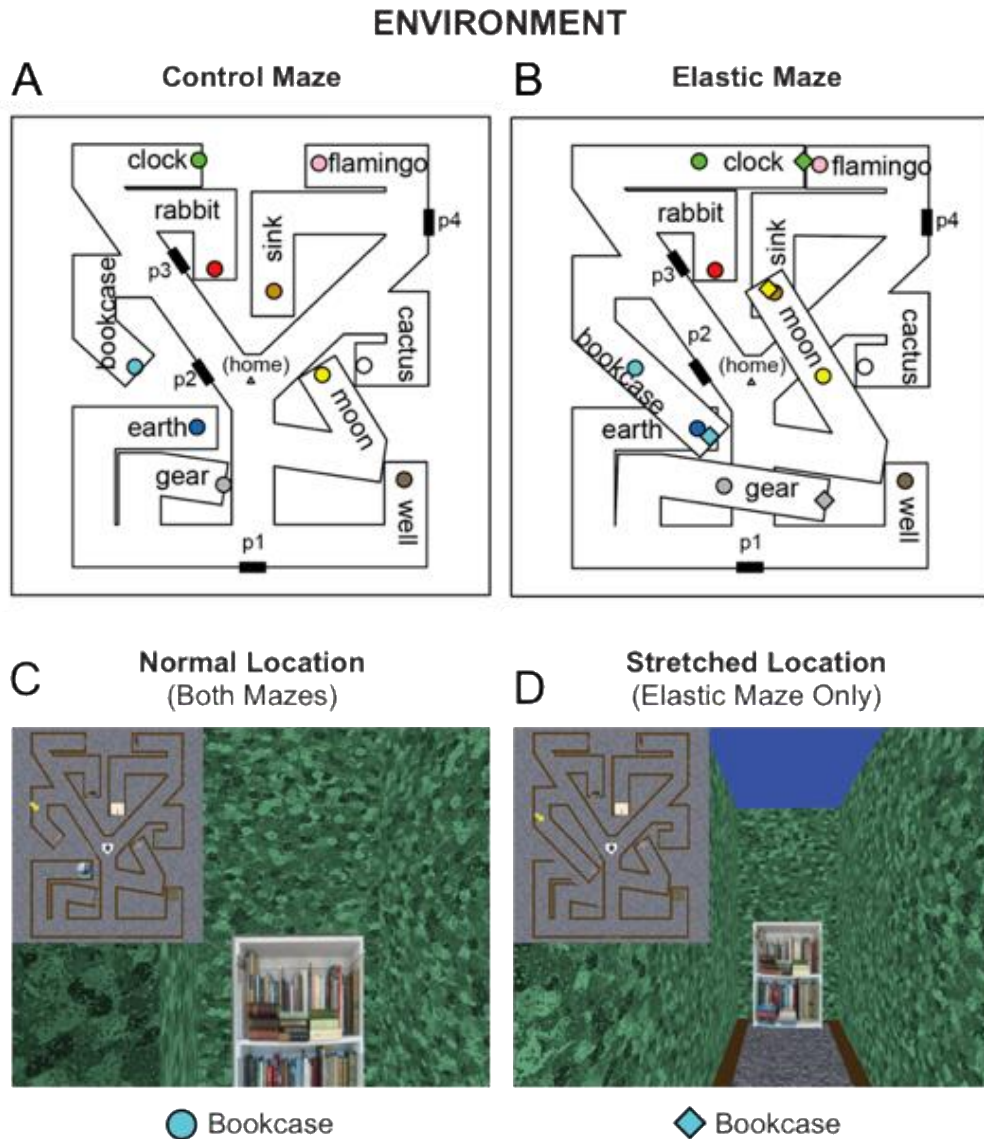 ENVIRONMENT
A
Control Maze
B
Elastic Maze
clock
flamingo
rabbit
sink
p4
p3
bookcase
cactus
p2
(home)
moon
earth
gear
well
p1
clock
flamingo
rabbit
sink
p4
p3
p2
moon
cactus
(home)
bookcase
earth
gear
well
p1
C
Normal Location
(Both Mazes)
D
Stretched Location
(Elastic Maze Only)
Bookcase
Bookcase